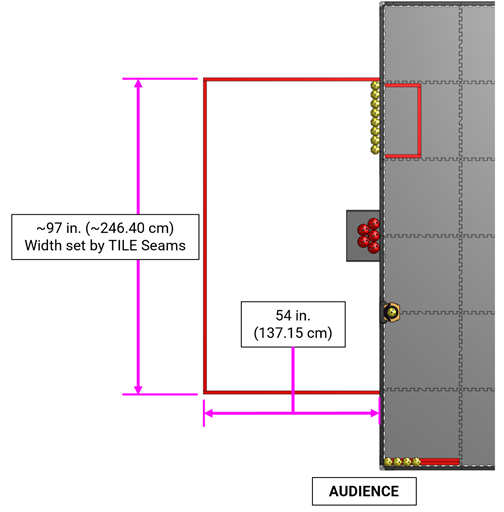 ~97 in. (~246.40 cm)
Width set by TILE Seams
54 in.
(137.15 cm)
AUDIENCE